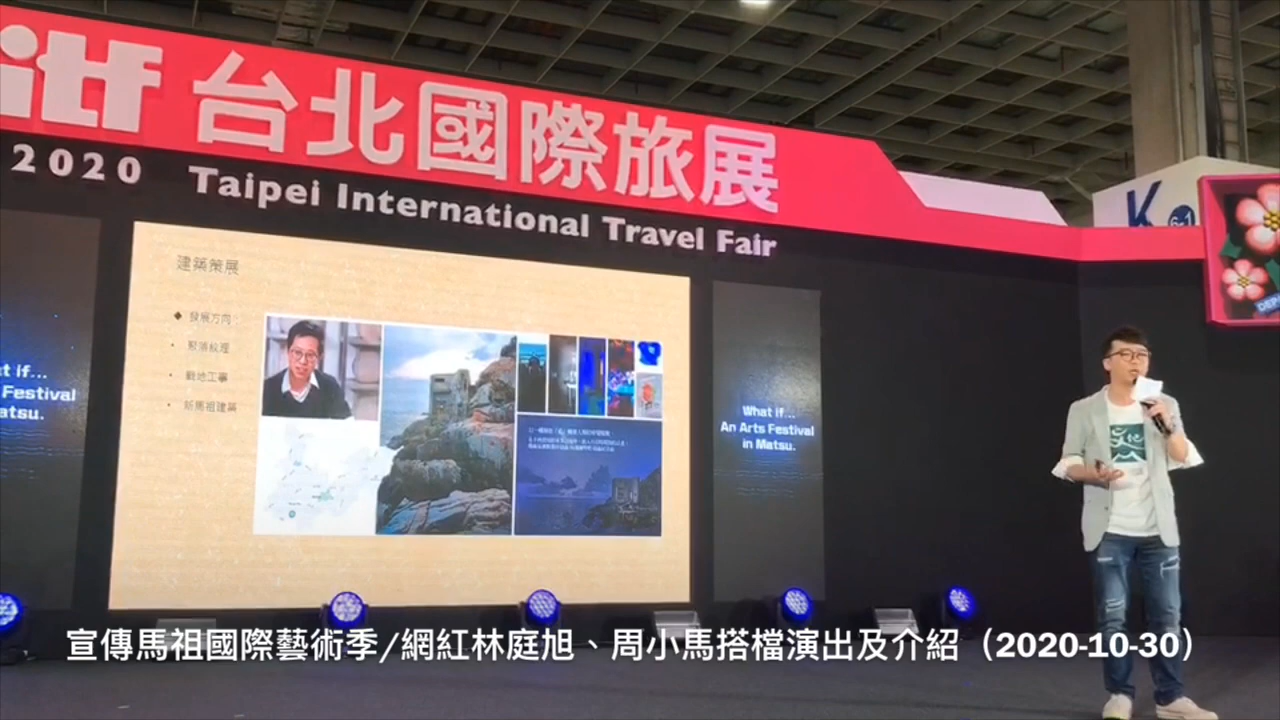 itf 台北國際旅展
2020 Taipei International Travel Fair
建築策展
◆ 發展方向:
• 聚落紋理
• 戰地工事
• 新馬祖建築
What if...
An Arts Festival
in Matsu.
t if...
Festival
atsu.
K
6-1
DEP
宣傳馬祖國際藝術季/網紅林庭旭、周小馬搭檔演出及介紹（2020-10-30）